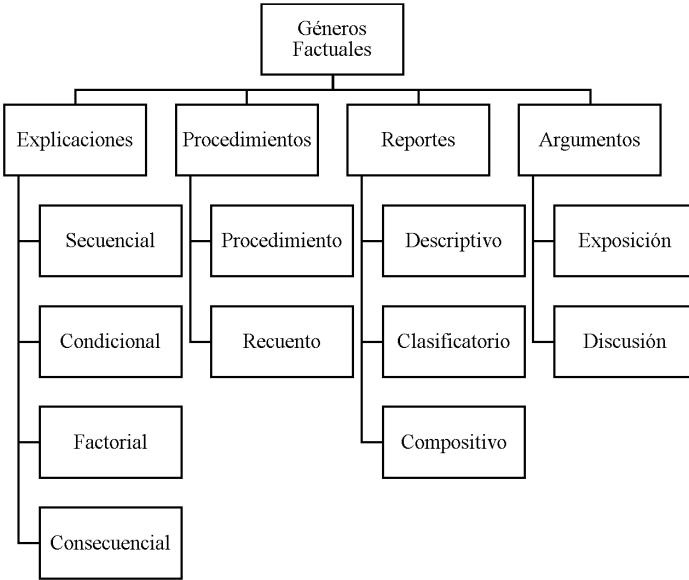 Géneros
Factuales
Explicaciones
Procedimientos
Reportes
Argumentos
Secuencial
Procedimiento
Descriptivo
Exposición
Condicional
Recuento
Clasificatorio
Discusión
Factorial
Compositivo
Consecuencial